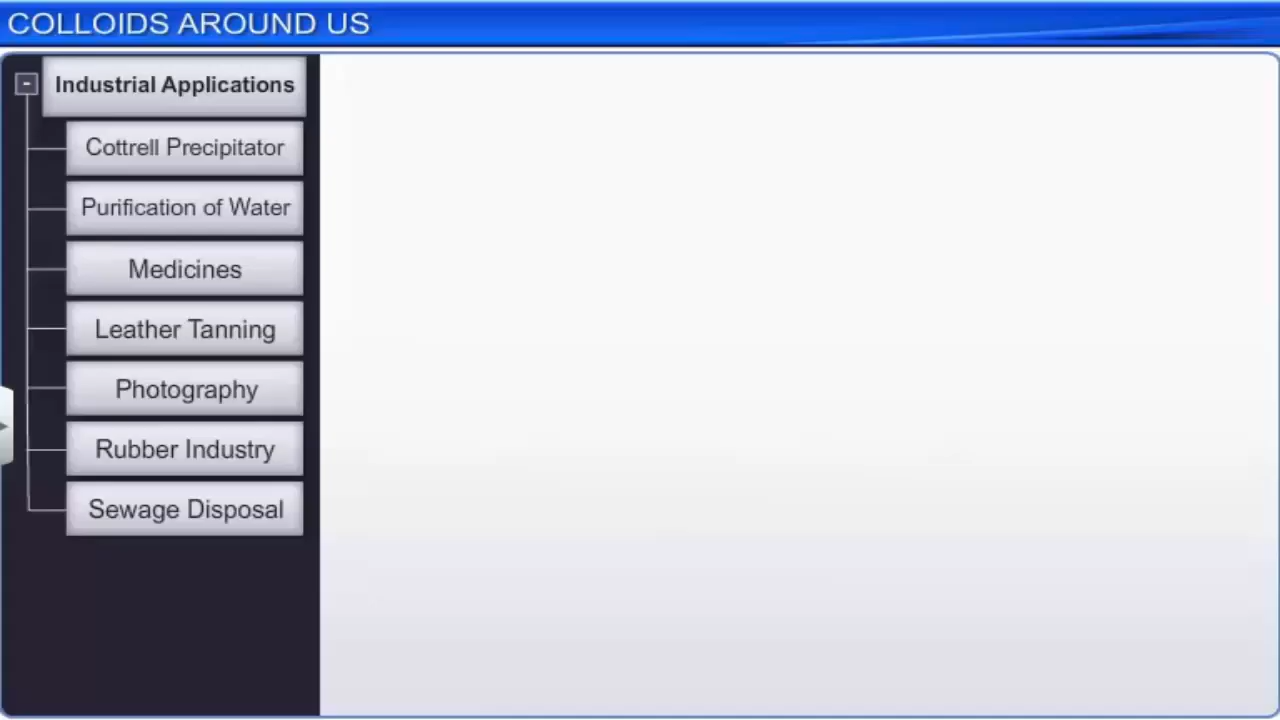 COLLOIDS AROUND US
Industrial Applications
Cottrell Precipitator
Purification of Water
Medicines
Leather Tanning
Photography
Rubber Industry
Sewage Disposal